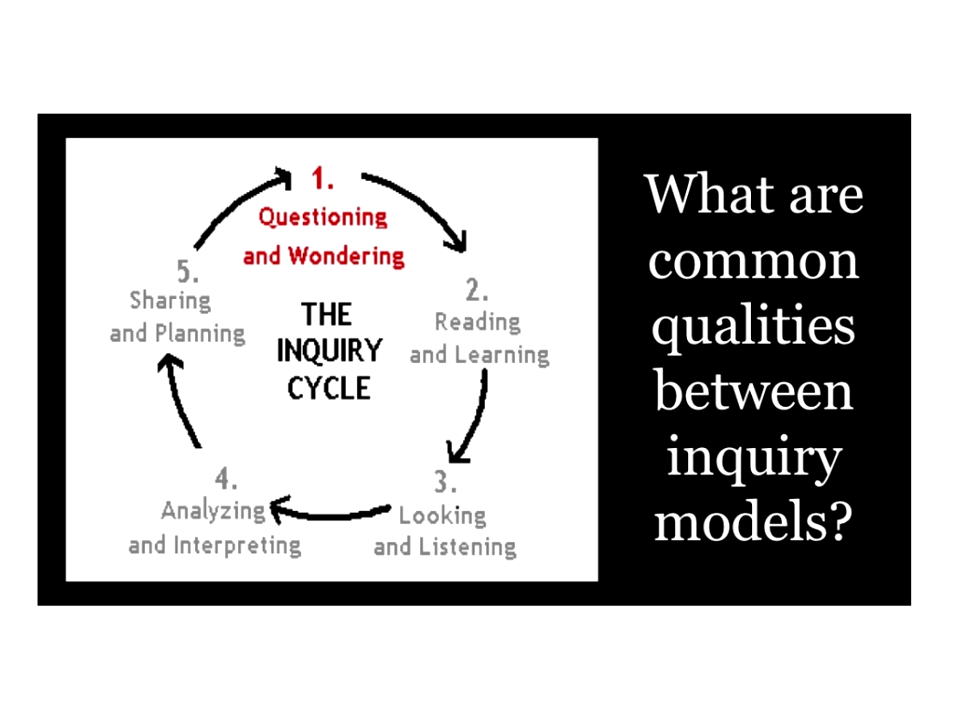 1.
Questioning
and Wondering
2.
Reading
and Learning
3.
Looking
and Listening
4.
Analyzing
and Interpreting
5.
Sharing
and Planning
THE
INQUIRY
CYCLE
What are
common
qualities
between
inquiry
models?